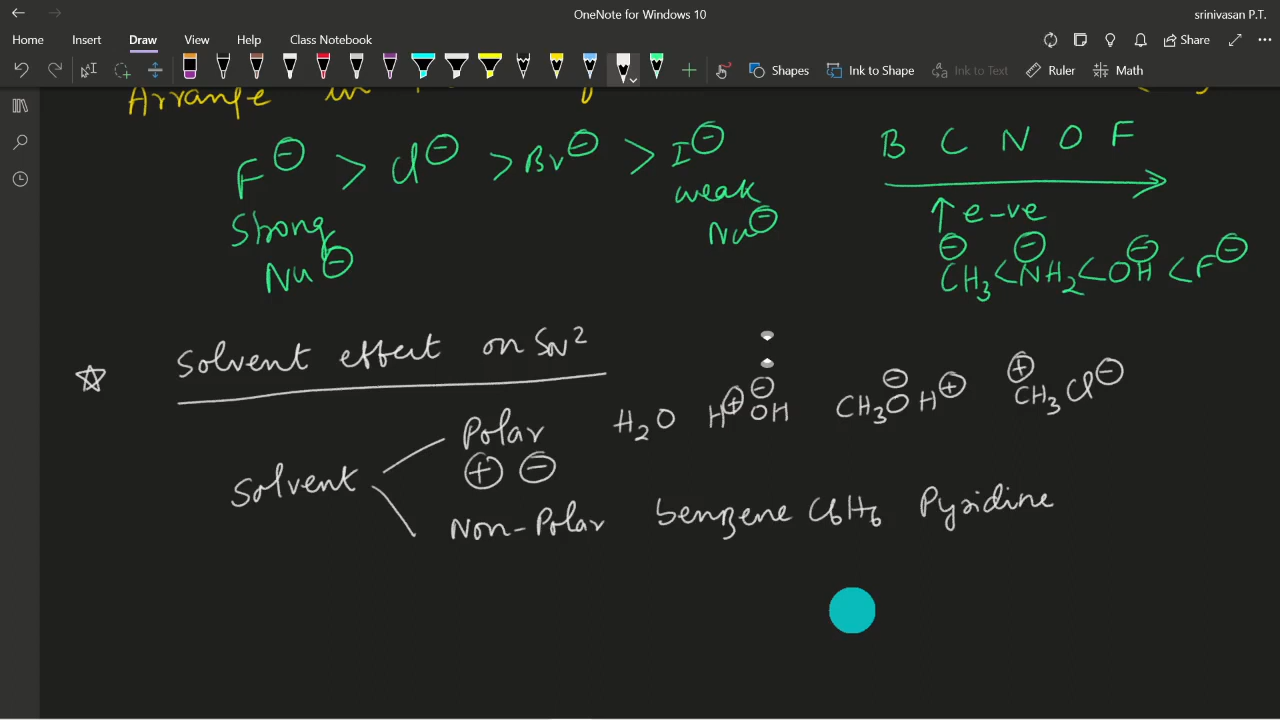 OneNote for Windows 10
srinivasan P.T.
Home Insert Draw View Help Class Notebook
Share
Shapes Ink to Shape Ink to Text Ruler Math
Arrange in
F⊖ > Cl⊖ > Br⊖ > I⊖
Strong Nu⊖
weak Nu⊖
B C N O F
↑ e-ve
⊖CH₃ < ⊖NH₂ < ⊖OH < F⊖
☆ Solvent effect on SN²
Solvent
Polar H₂O H⊕ ⊖OH CH₃O⊖ H⊕ ⊕CH₃ Cl⊖
⊕ ⊖
Non-Polar benzene C₆H₆ Pyridine